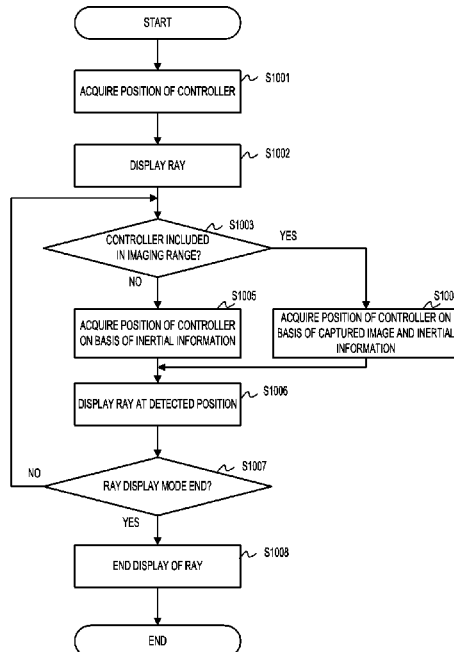 START
ACQUIRE POSITION OF CONTROLLER
S1001
DISPLAY RAY
S1002
CONTROLLER INCLUDED
IN IMAGING RANGE?
S1003
YES
NO
ACQUIRE POSITION OF CONTROLLER
ON BASIS OF INERTIAL INFORMATION
S1005
ACQUIRE POSITION OF CONTROLLER ON
BASIS OF CAPTURED IMAGE AND INERTIAL
INFORMATION
DISPLAY RAY AT DETECTED POSITION
S1006
RAY DISPLAY MODE END?
S1007
NO
YES
END DISPLAY OF RAY
S1008
END